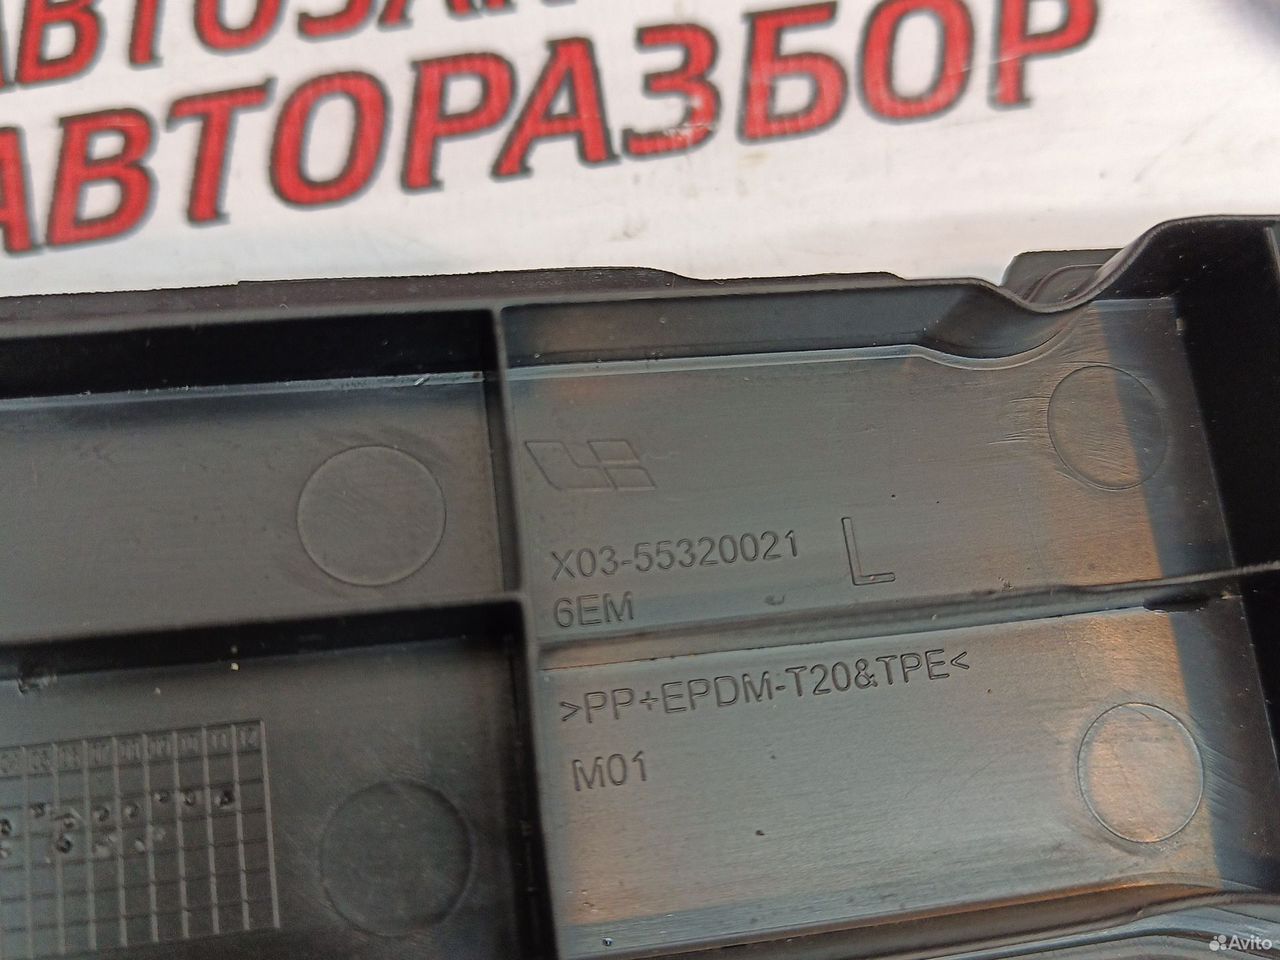 АВТОРАЗБОР
X03-55320021 L
6EM
>PP+EPDM-T20&TPE<
M01
Avito